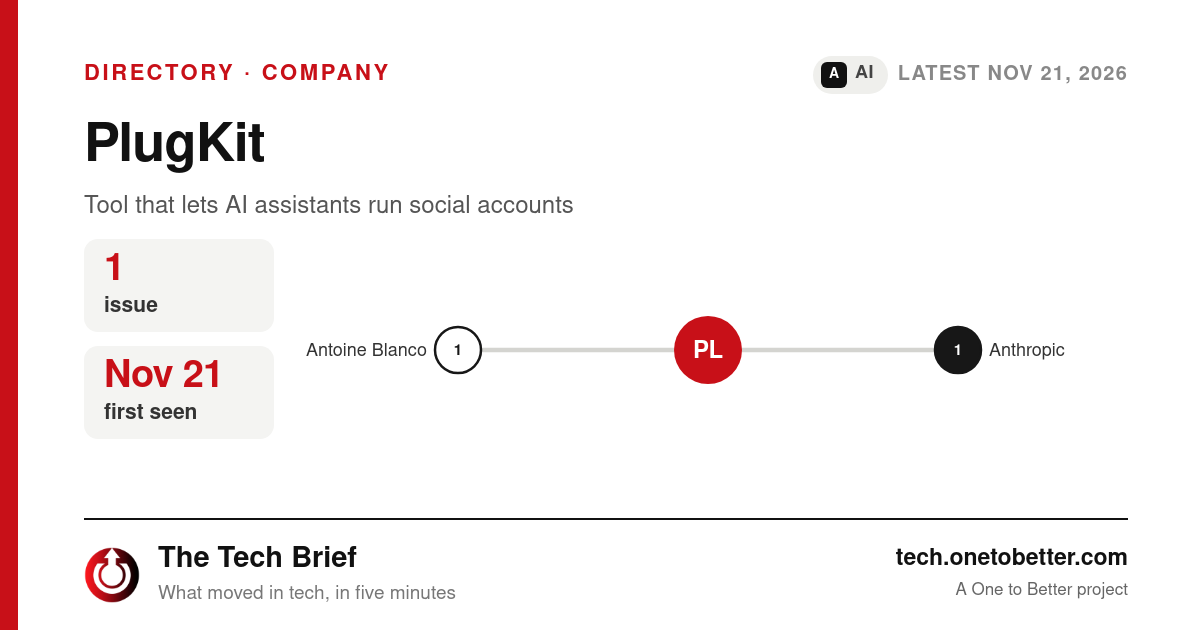 DIRECTORY · COMPANY
A AI LATEST NOV 21, 2026
PlugKit
Tool that lets AI assistants run social accounts
1
issue
Nov 21
first seen
Antoine Blanco 1 PL 1 Anthropic
The Tech Brief
What moved in tech, in five minutes
tech.onetobetter.com
A One to Better project